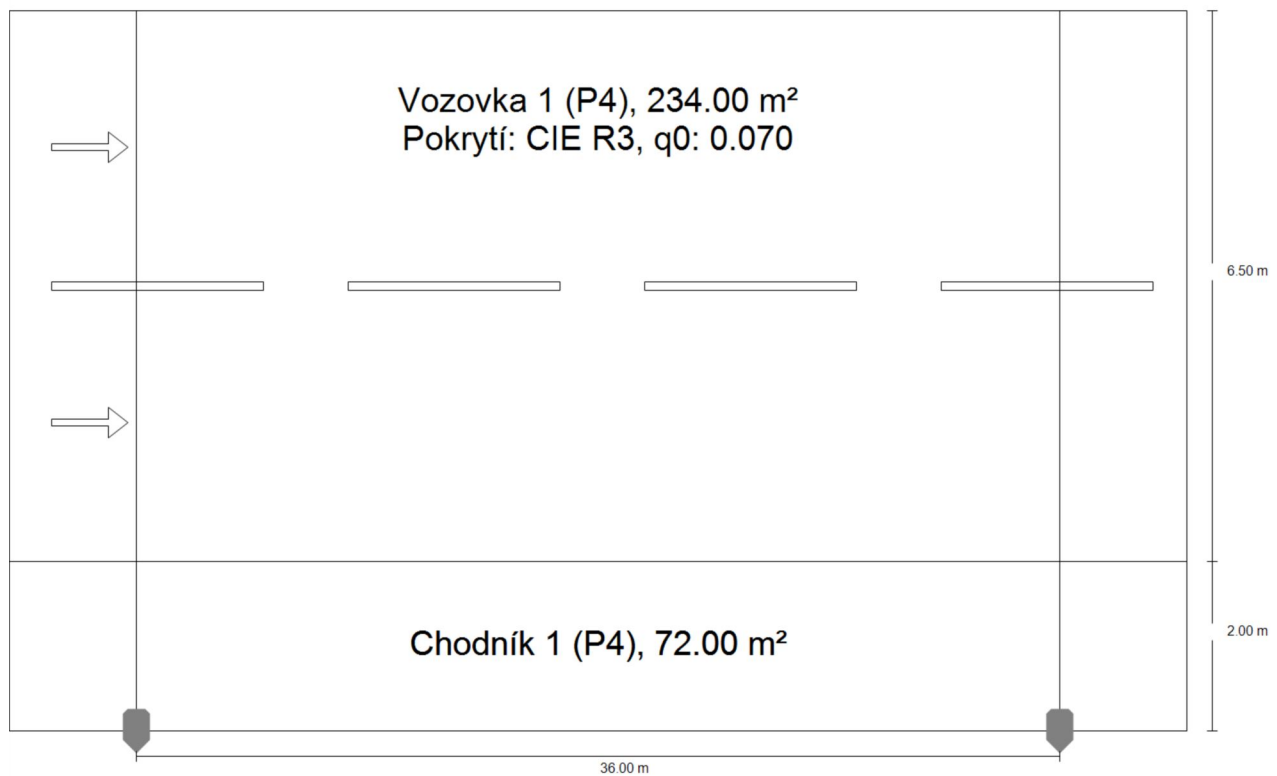 Vozovka 1 (P4), 234.00 m²
Pokrytí: CIE R3, q0: 0.070
6.50 m
Chodník 1 (P4), 72.00 m²
2.00 m
36.00 m